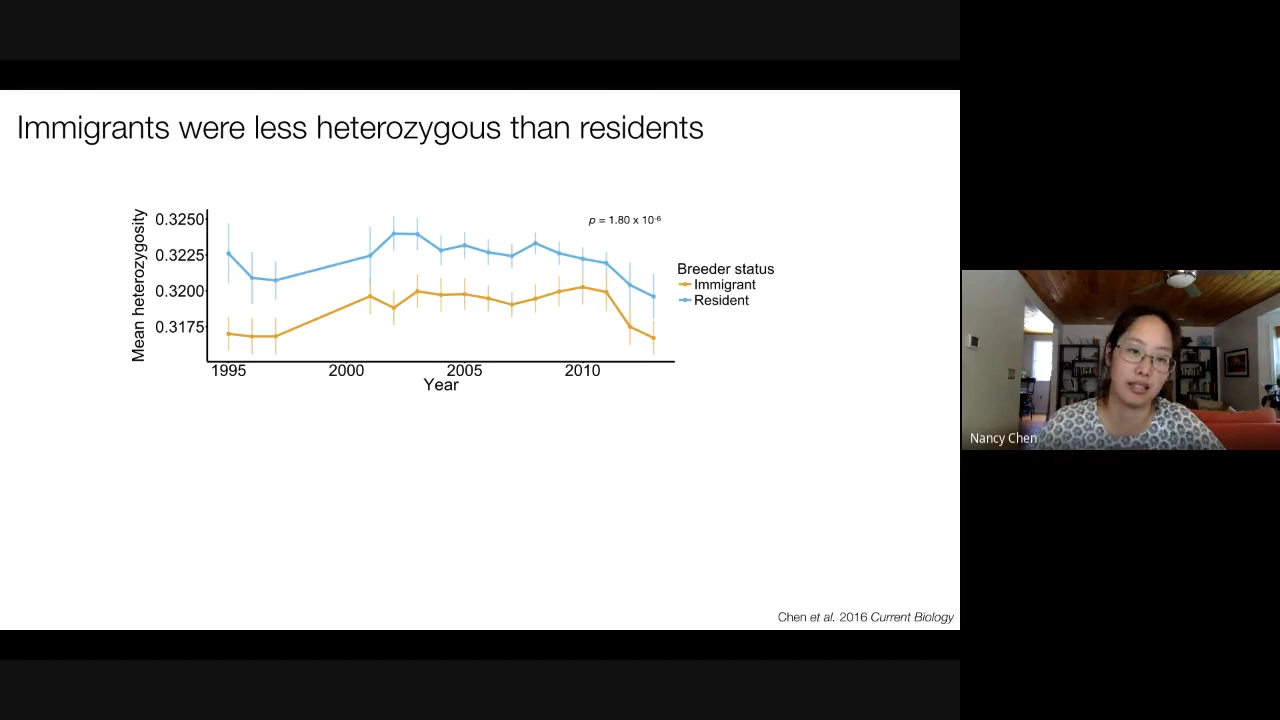 Immigrants were less heterozygous than residents
Mean heterozygosity
0.3250
0.3225
0.3200
0.3175
p = 1.80 x 10-6
Breeder status
Immigrant
Resident
1995 2000 2005 2010
Year
Chen et al. 2016 Current Biology
Nancy Chen